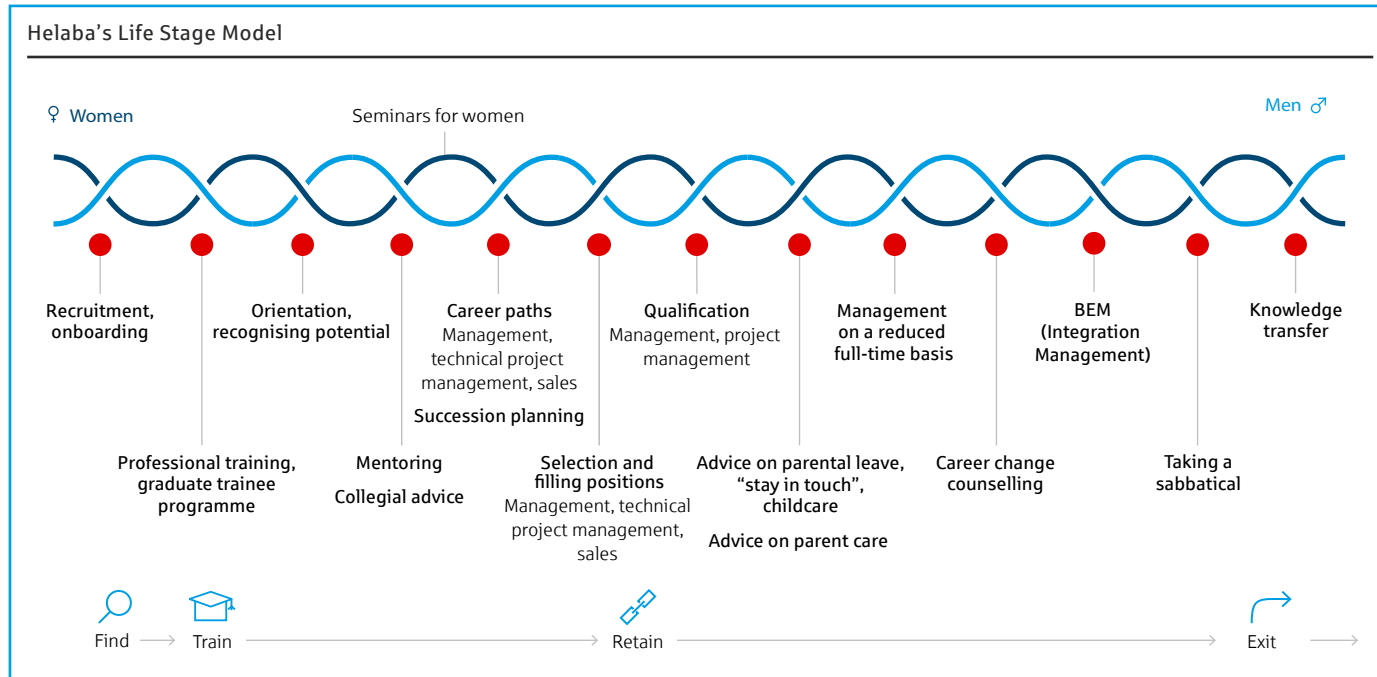 Helaba's Life Stage Model
♀ Women
Seminars for women
Men ♂
Recruitment,
onboarding
Orientation,
recognising potential
Career paths
Management,
technical project
management, sales
Succession planning
Qualification
Management, project
management
Management
on a reduced
full-time basis
BEM
(Integration
Management)
Knowledge
transfer
Professional training,
graduate trainee
programme
Mentoring
Collegial advice
Selection and
filling positions
Management, technical
project management,
sales
Advice on parental leave,
“stay in touch”,
childcare
Advice on parent care
Career change
counselling
Taking a
sabbatical
Find
Train
Retain
Exit